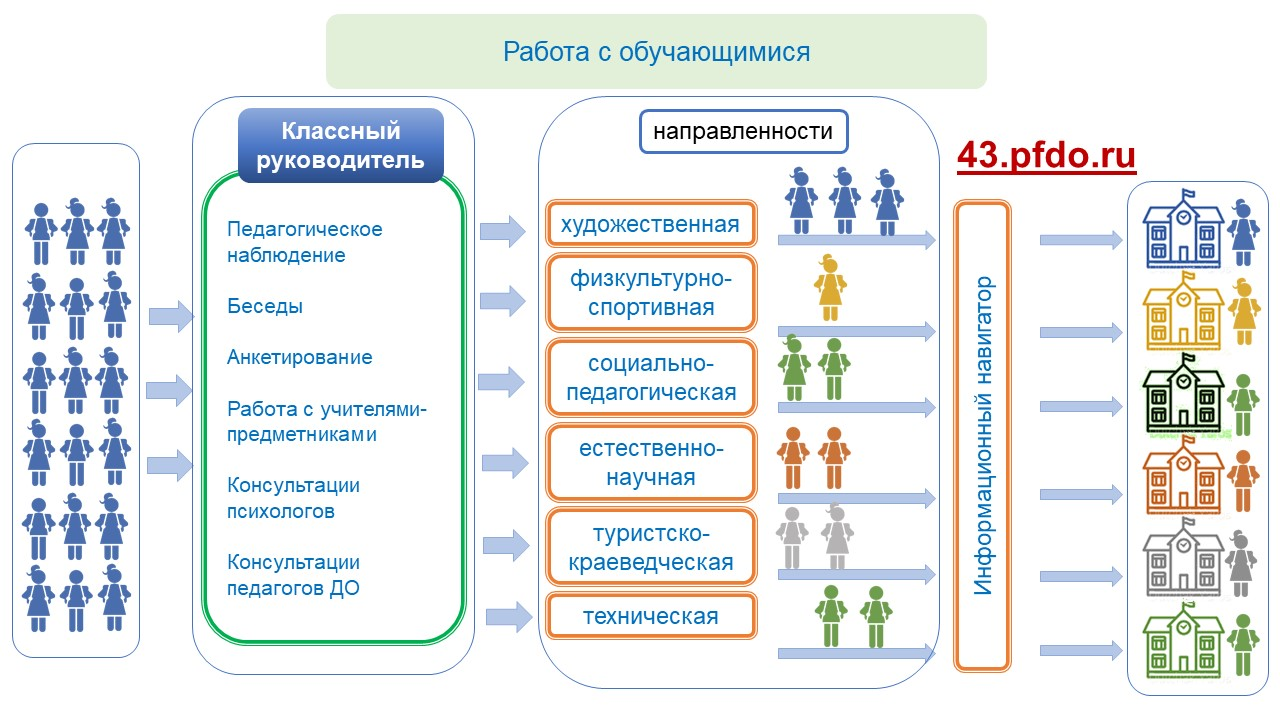 Работа с обучающимися
Классный
руководитель
Педагогическое
наблюдение
Беседы
Анкетирование
Работа с учителями-
предметниками
Консультации
психологов
Консультации
педагогов ДО
направленности
художественная
физкультурно-
спортивная
социально-
педагогическая
естественно-
научная
туристско-
краеведческая
техническая
43.pfdo.ru
Информационный навигатор